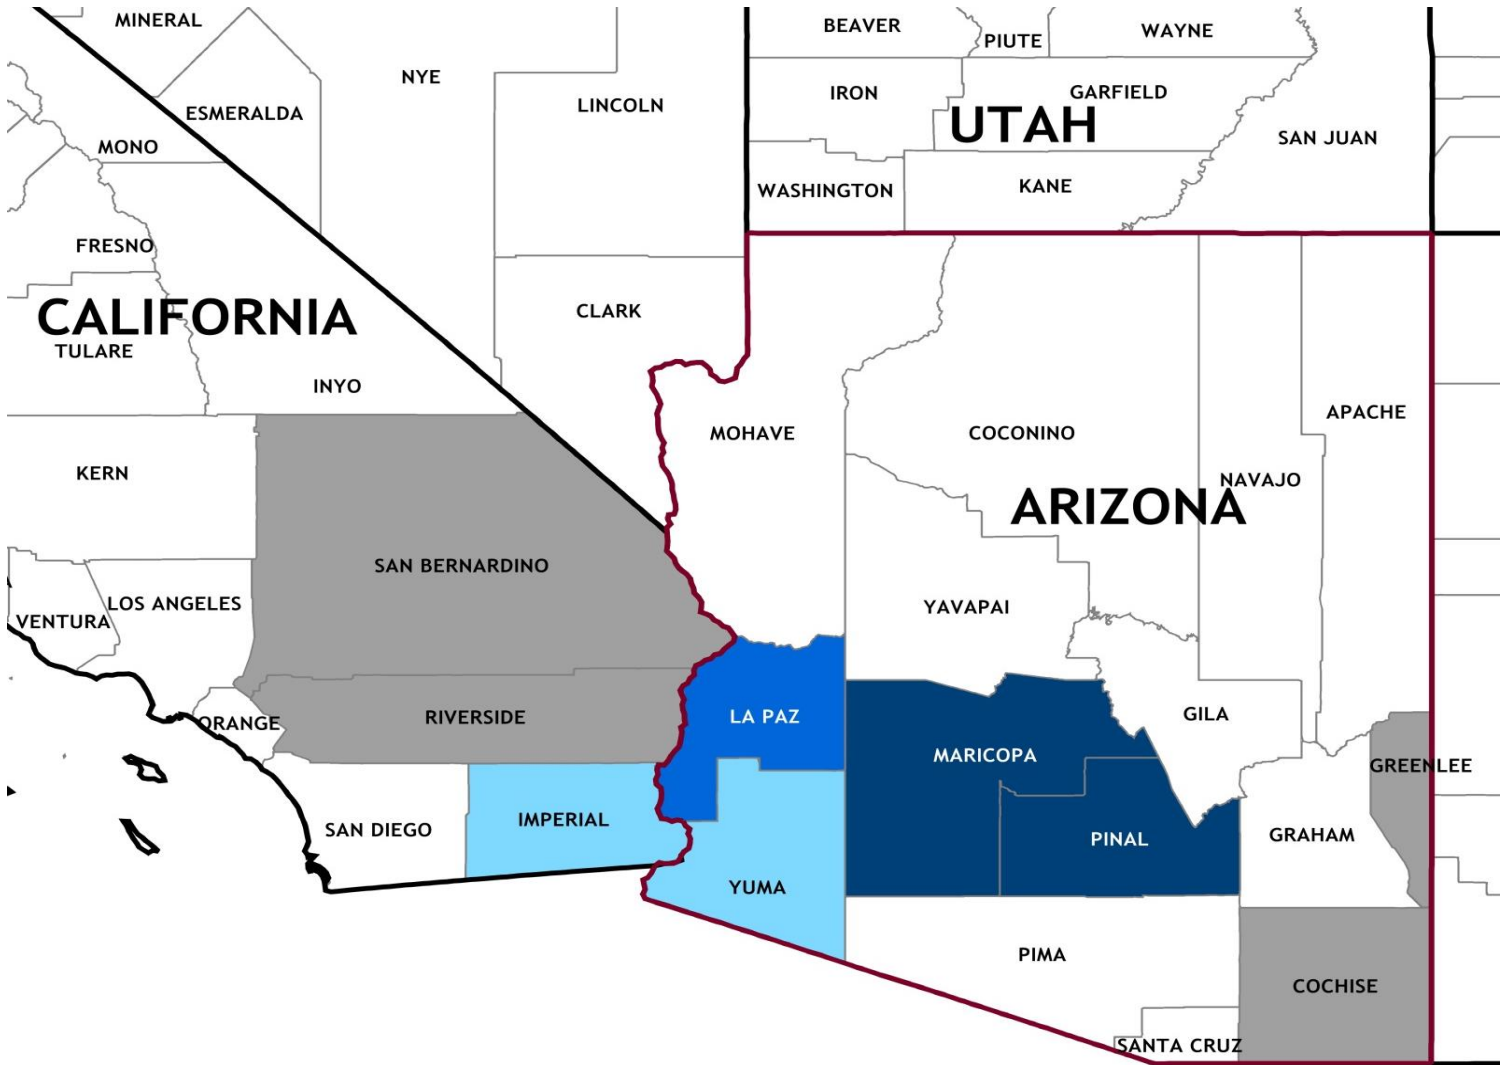 MINERAL
BEAVER
PIUTE
WAYNE
NYE
LINCOLN
IRON
GARFIELD
ESMERALDA
UTAH
SAN JUAN
MONO
WASHINGTON
KANE
FRESNO
CLARK
CALIFORNIA
TULARE
INYO
APACHE
MOHAVE
COCONINO
KERN
NAVAJO
ARIZONA
SAN BERNARDINO
LOS ANGELES
YAVAPAI
VENTURA
GILA
LA PAZ
RIVERSIDE
ORANGE
MARICOPA
GREENLEE
IMPERIAL
SAN DIEGO
GRAHAM
PINAL
YUMA
PIMA
COCHISE
SANTA CRUZ